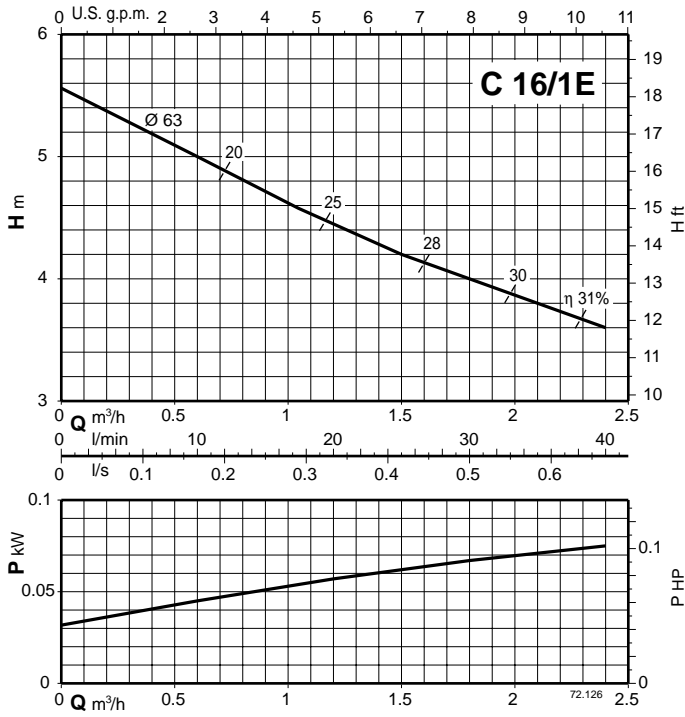 0 U.S. g.p.m. 2 3 4 5 6 7 8 9 10 11
6
5
4
3
H m
C 16/1E
Ø 63
20
25
28
30
η 31%
19
18
17
16
15
14
13
12
11
10
H ft
0 Q m³/h 0.5 1 1.5 2 2.5
0 l/min 10 20 30 40
0 l/s 0.1 0.2 0.3 0.4 0.5 0.6
0.1
0.05
0
P kW
0.1
0
P HP
72.126
0 Q m³/h 0.5 1 1.5 2 2.5